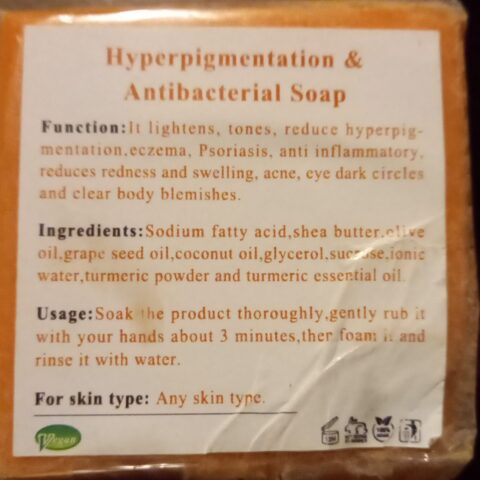 Hyperpigmentation &
Antibacterial Soap
Function:It lightens, tones, reduce hyperpig-
mentation,eczema, Psoriasis, anti inflammatory,
reduces redness and swelling, acne, eye dark circles
and clear body blemishes.
Ingredients:Sodium fatty acid,shea butter,olive
oil,grape seed oil,coconut oil,glycerol,sucrose,ionic
water,turmeric powder and turmeric essential oil.
Usage:Soak the product thoroughly,gently rub it
with your hands about 3 minutes,then foam it and
rinse it with water.
For skin type: Any skin type.
Vegan